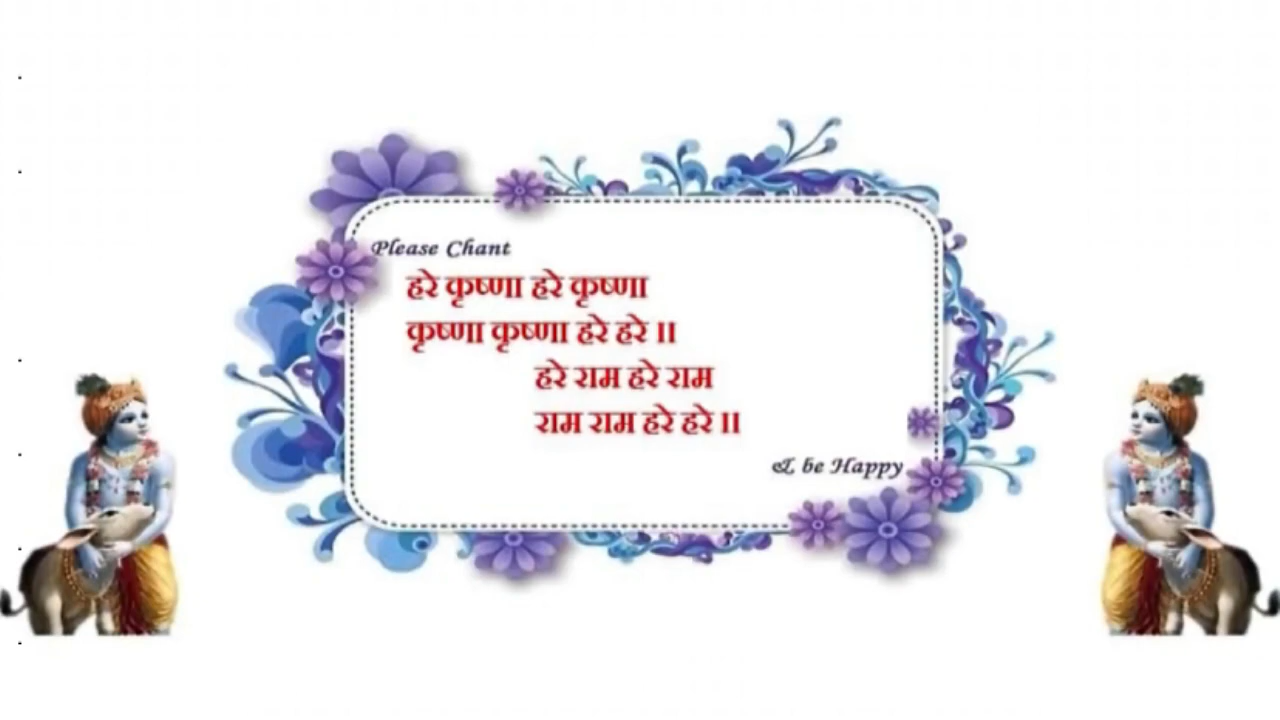 Please Chant
हरे कृष्णा हरे कृष्णा
कृष्णा कृष्णा हरे हरे ।।
हरे राम हरे राम
राम राम हरे हरे ।।
& be Happy